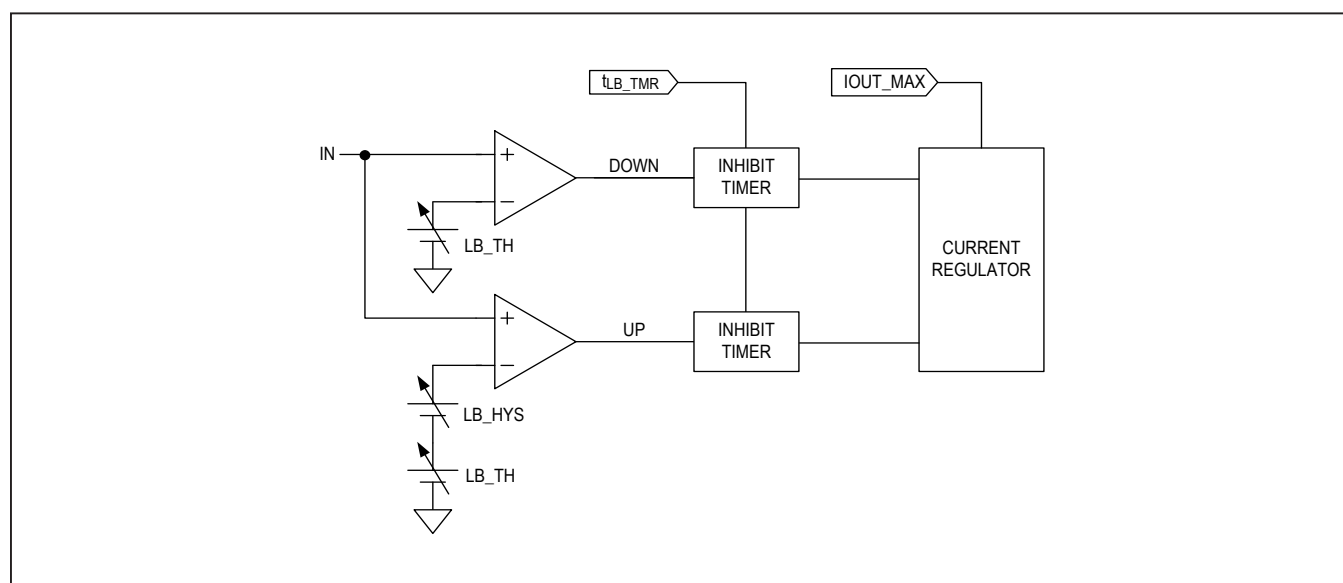 tLB_TMR
IOUT_MAX
IN
+
−
DOWN
INHIBIT
TIMER
LB_TH
CURRENT
REGULATOR
+
−
UP
INHIBIT
TIMER
LB_HYS
LB_TH